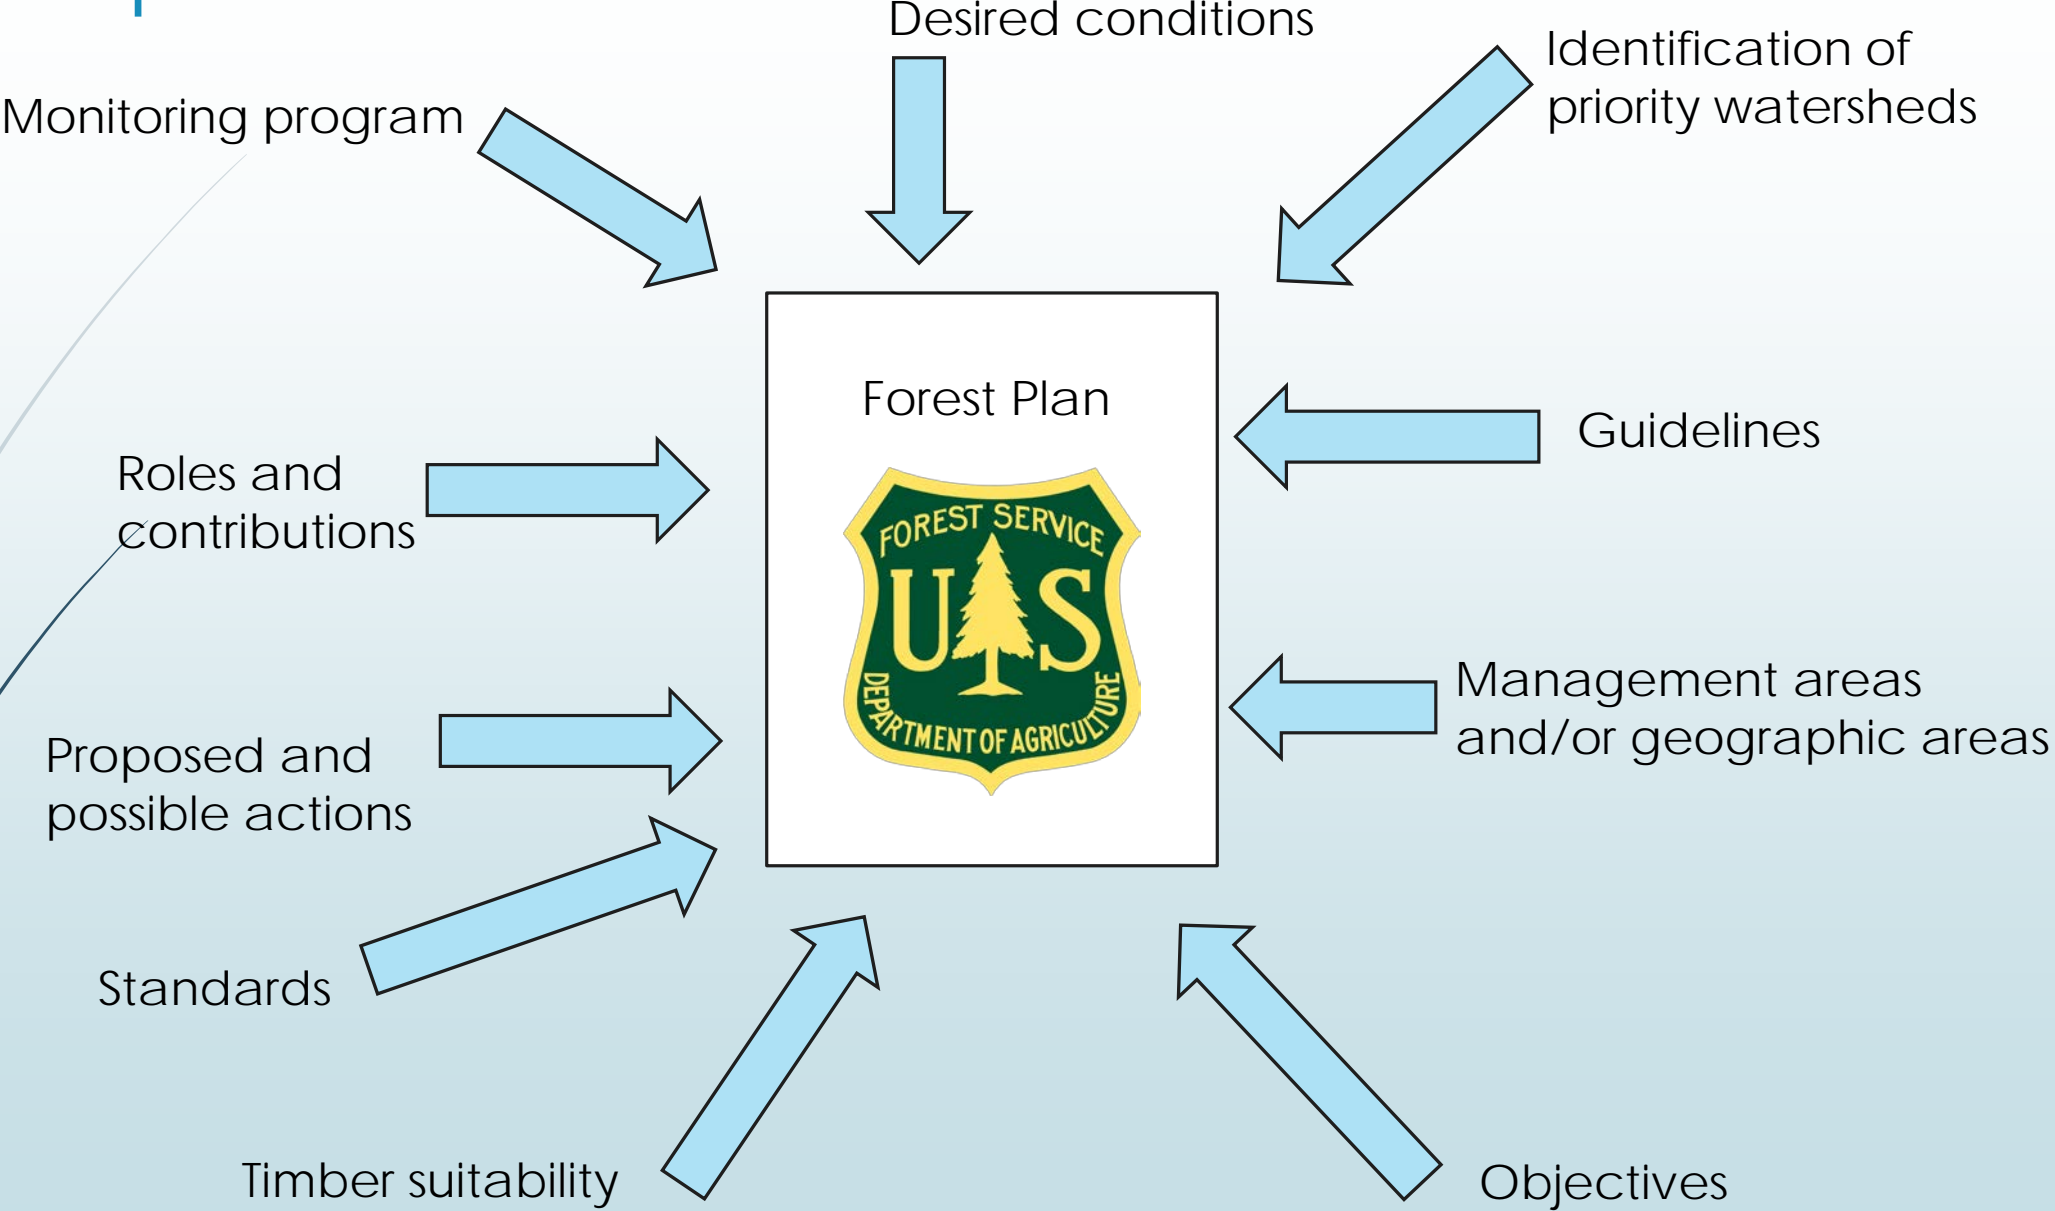 Desired conditions
Identification of
priority watersheds
Monitoring program
Forest Plan
Guidelines
Roles and
contributions
FOREST SERVICE
U S
DEPARTMENT OF AGRICULTURE
Management areas
and/or geographic areas
Proposed and
possible actions
Standards
Timber suitability
Objectives